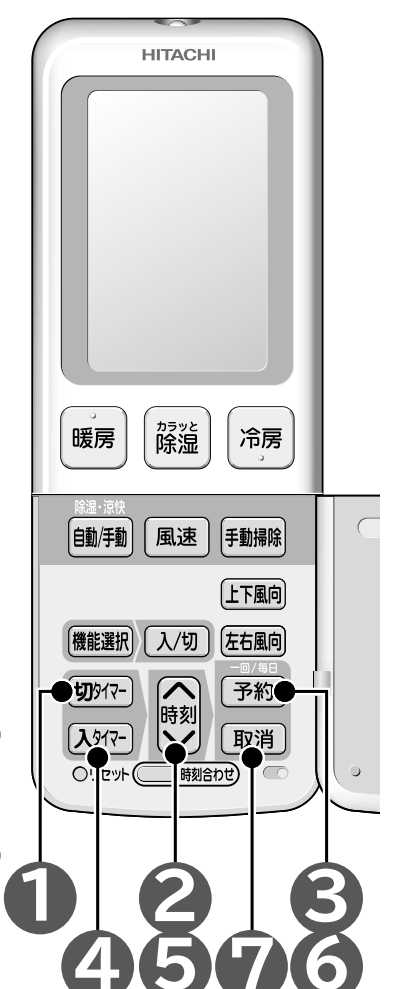 HITACHI
暖房
カラッと
除湿
冷房
除湿・涼快
自動/手動 風速 手動掃除
上下風向
機能選択 入/切 左右風向
一回/毎日
切タイマー 時刻 予約
入タイマー 取消
リセット 時刻合わせ
1 2 3
4 5 7 6